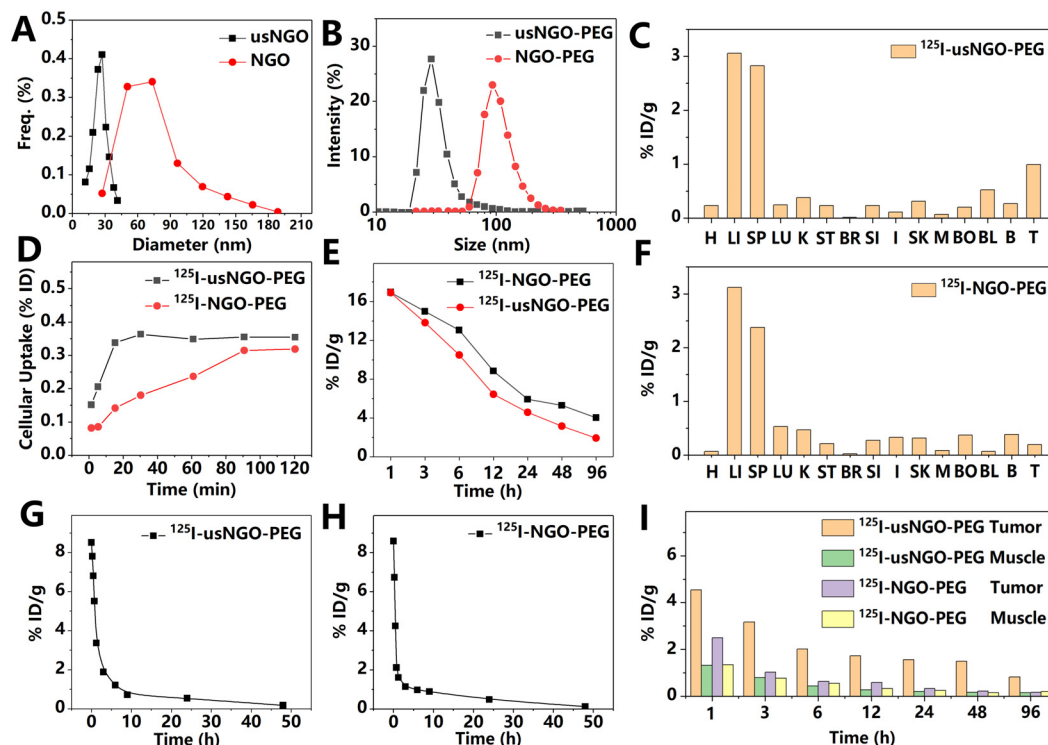 A
usNGO
NGO
Freq. (%)
0.5
0.4
0.3
0.2
0.1
0.0
0 30 60 90 120 150 180 210
Diameter (nm)
B
usNGO-PEG
NGO-PEG
Intensity (%)
30
20
10
0
10 100 1000
Size (nm)
C
¹²⁵I-usNGO-PEG
% ID/g
3
2
1
0
H LI SP LU K ST BR SI I SK M BO BL B T
D
¹²⁵I-usNGO-PEG
¹²⁵I-NGO-PEG
Cellular Uptake (% ID)
0.5
0.4
0.3
0.2
0.1
0.0
0 20 40 60 80 100 120
Time (min)
E
¹²⁵I-NGO-PEG
¹²⁵I-usNGO-PEG
% ID/g
16
12
8
4
0
1 3 6 12 24 48 96
Time (h)
F
¹²⁵I-NGO-PEG
% ID/g
3
2
1
0
H LI SP LU K ST BR SI I SK M BO BL B T
G
¹²⁵I-usNGO-PEG
% ID/g
8
6
4
2
0
0 10 20 30 40 50
Time (h)
H
¹²⁵I-NGO-PEG
% ID/g
8
6
4
2
0
0 10 20 30 40 50
Time (h)
I
¹²⁵I-usNGO-PEG Tumor
¹²⁵I-usNGO-PEG Muscle
¹²⁵I-NGO-PEG Tumor
¹²⁵I-NGO-PEG Muscle
% ID/g
6
4
2
0
1 3 6 12 24 48 96
Time (h)